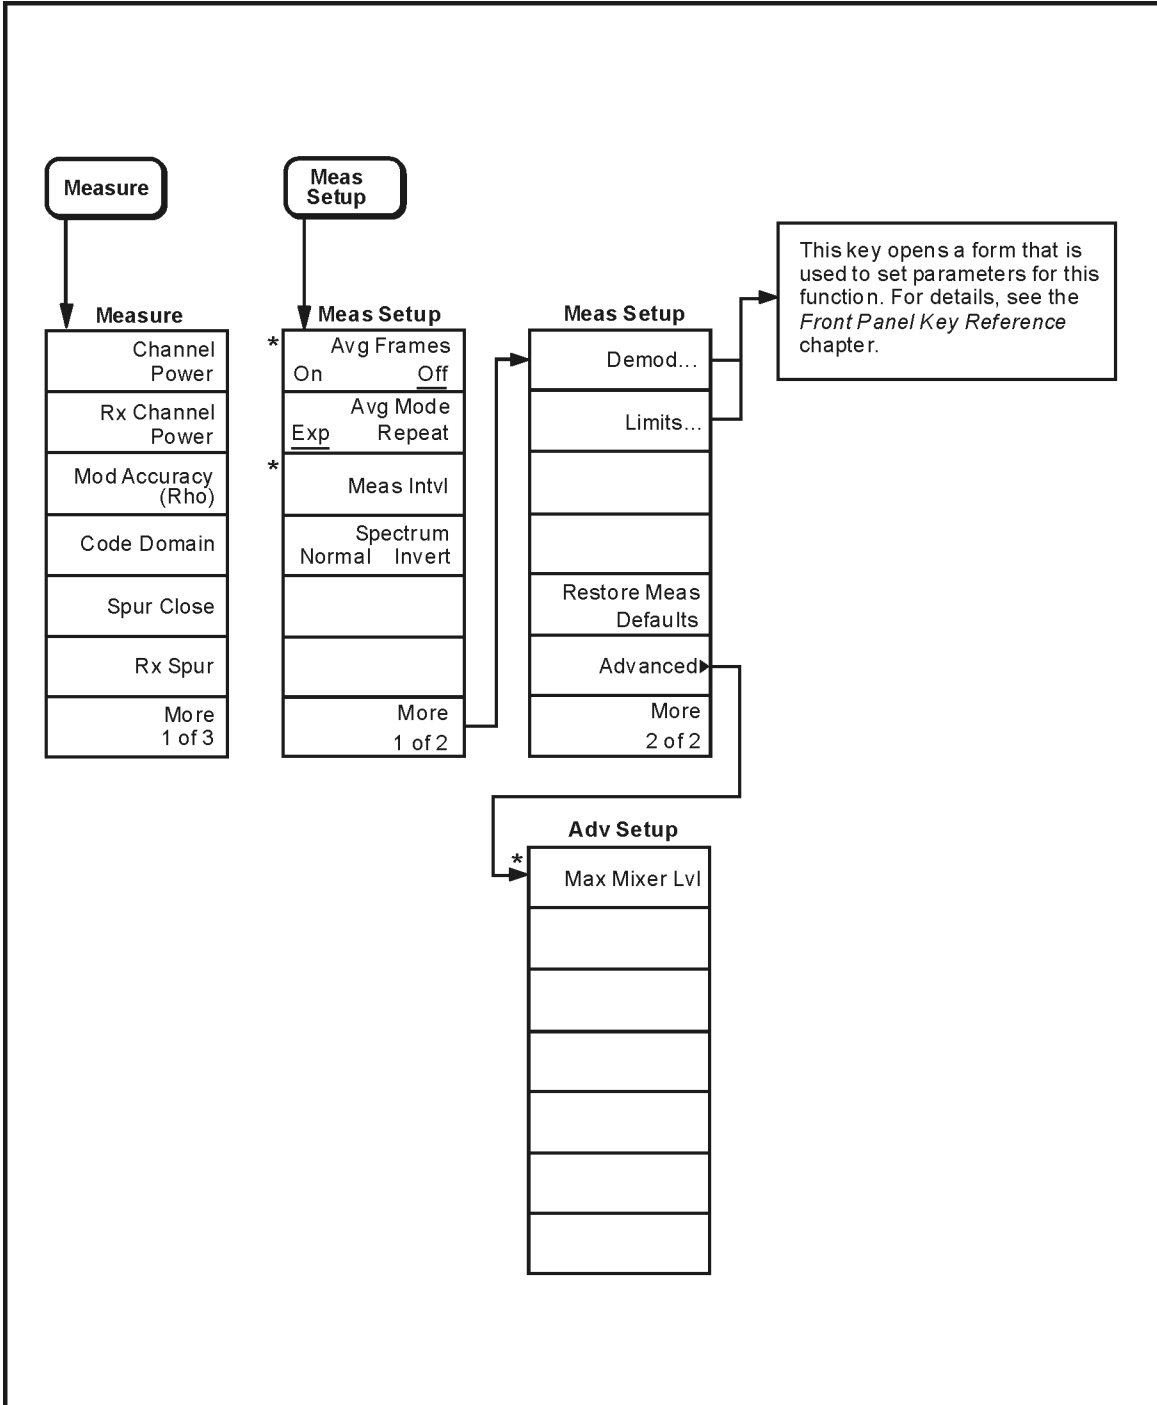 Measure
Meas
Setup
This key opens a form that is
used to set parameters for this
function. For details, see the
Front Panel Key Reference
chapter.
Measure
Channel
Power
Rx Channel
Power
Mod Accuracy
(Rho)
Code Domain
Spur Close
Rx Spur
More
1 of 3
Meas Setup
*
Avg Frames
On Off
Avg Mode
Exp Repeat
*
Meas Intvl
Spectrum
Normal Invert
More
1 of 2
Meas Setup
Demod...
Limits...
Restore Meas
Defaults
Advanced
More
2 of 2
Adv Setup
*
Max Mixer Lvl